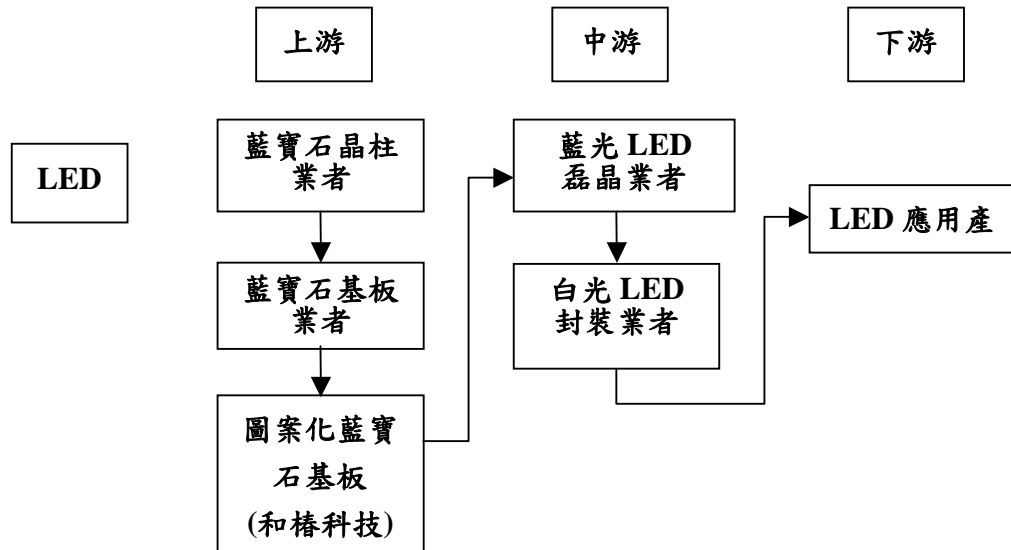 上游
中游
下游
LED
藍寶石晶柱
業者
藍寶石基板
業者
圖案化藍寶
石基板
(和椿科技)
藍光 LED
磊晶業者
白光 LED
封裝業者
LED 應用產